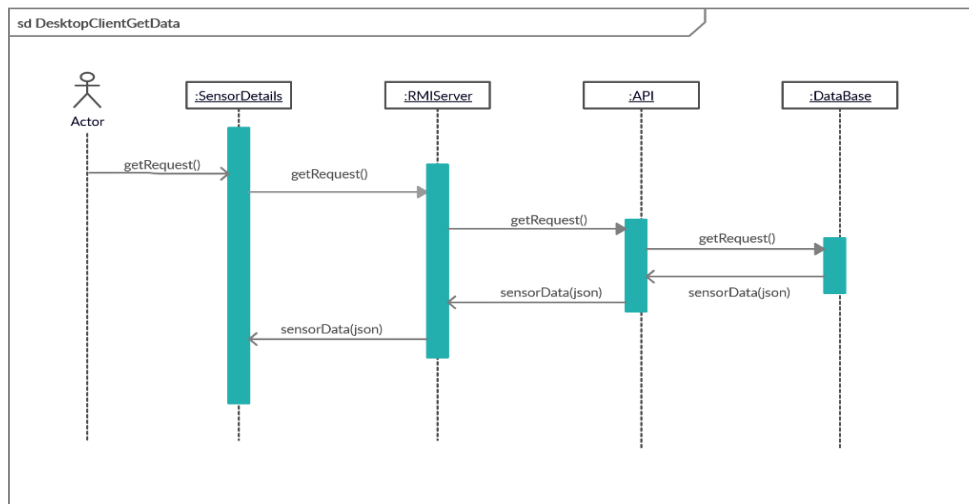 sd DesktopClientGetData
Actor
:SensorDetails
:RMIServer
:API
:DataBase
getRequest()
getRequest()
getRequest()
getRequest()
sensorData(json)
sensorData(json)
sensorData(json)